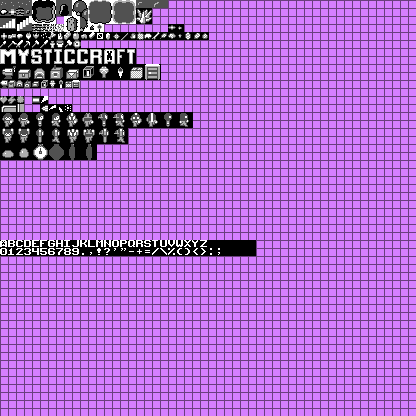 MYSTICCRAFT
ABCDEFGHIJKLMNOPQRSTUVWXYZ
0123456789.,!?'"-+=/\%()<>:;